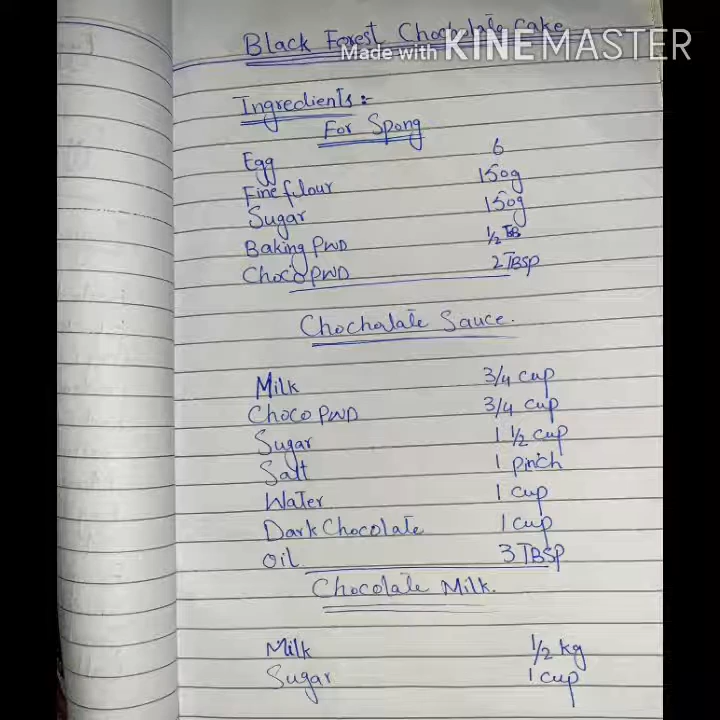 Black Forest Chocholate Cake
Made with KINEMASTER
Ingredients:-
For Spong
Egg 6
Fine flour 150g
Sugar 150g
Baking PWD 1/2 TB
Choco PWD 2 TBSP
Chocholate Sauce.
Milk 3/4 cup
Choco PWD 3/4 cup
Sugar 1 1/2 cup
Salt 1 pinch
Water 1 cup
Dark Chocolate 1 cup
Oil 3 TBSP
Chocolate Milk.
Milk 1/2 kg
Sugar 1 cup